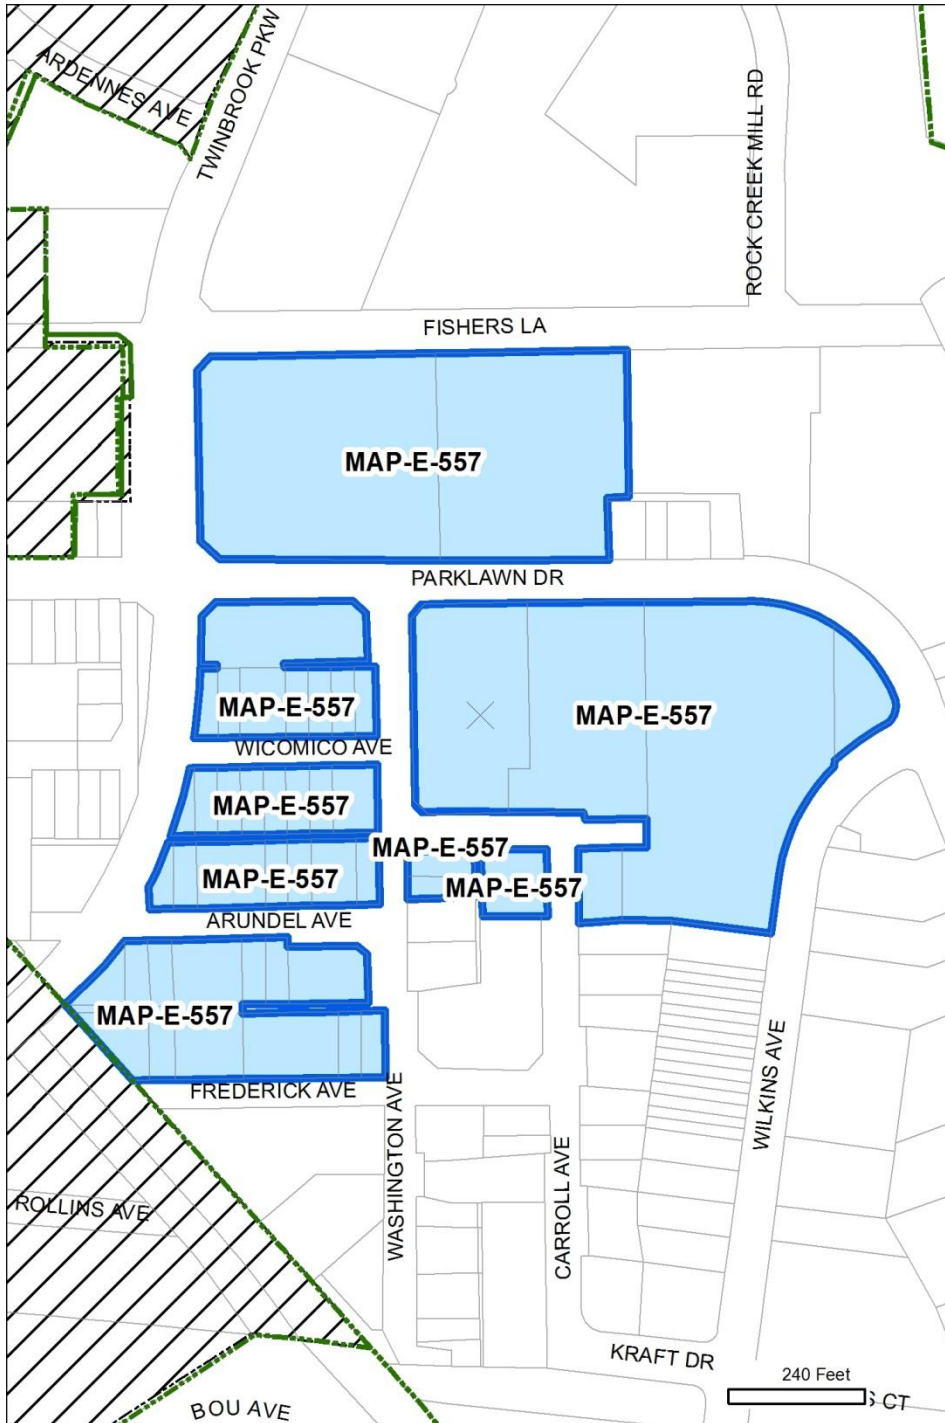 ARDENNES AVE
TWINBROOK PKW
ROCK CREEK MILL RD
FISHERS LA
MAP-E-557
PARKLAWN DR
MAP-E-557
MAP-E-557
WICOMICO AVE
MAP-E-557
MAP-E-557
MAP-E-557
MAP-E-557
ARUNDEL AVE
MAP-E-557
FREDERICK AVE
WASHINGTON AVE
CARROLL AVE
WILKINS AVE
ROLLINS AVE
KRAFT DR
240 Feet
S CT
BOU AVE